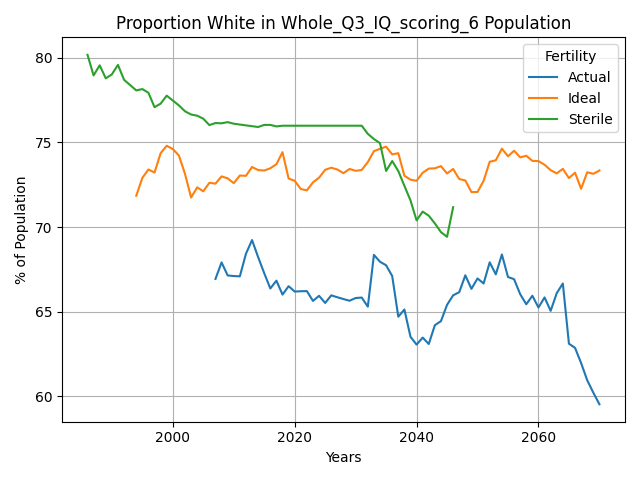 Proportion White in Whole_Q3_IQ_scoring_6 Population
Fertility
Actual
Ideal
Sterile
% of Population
80
75
70
65
60
2000
2020
2040
2060
Years